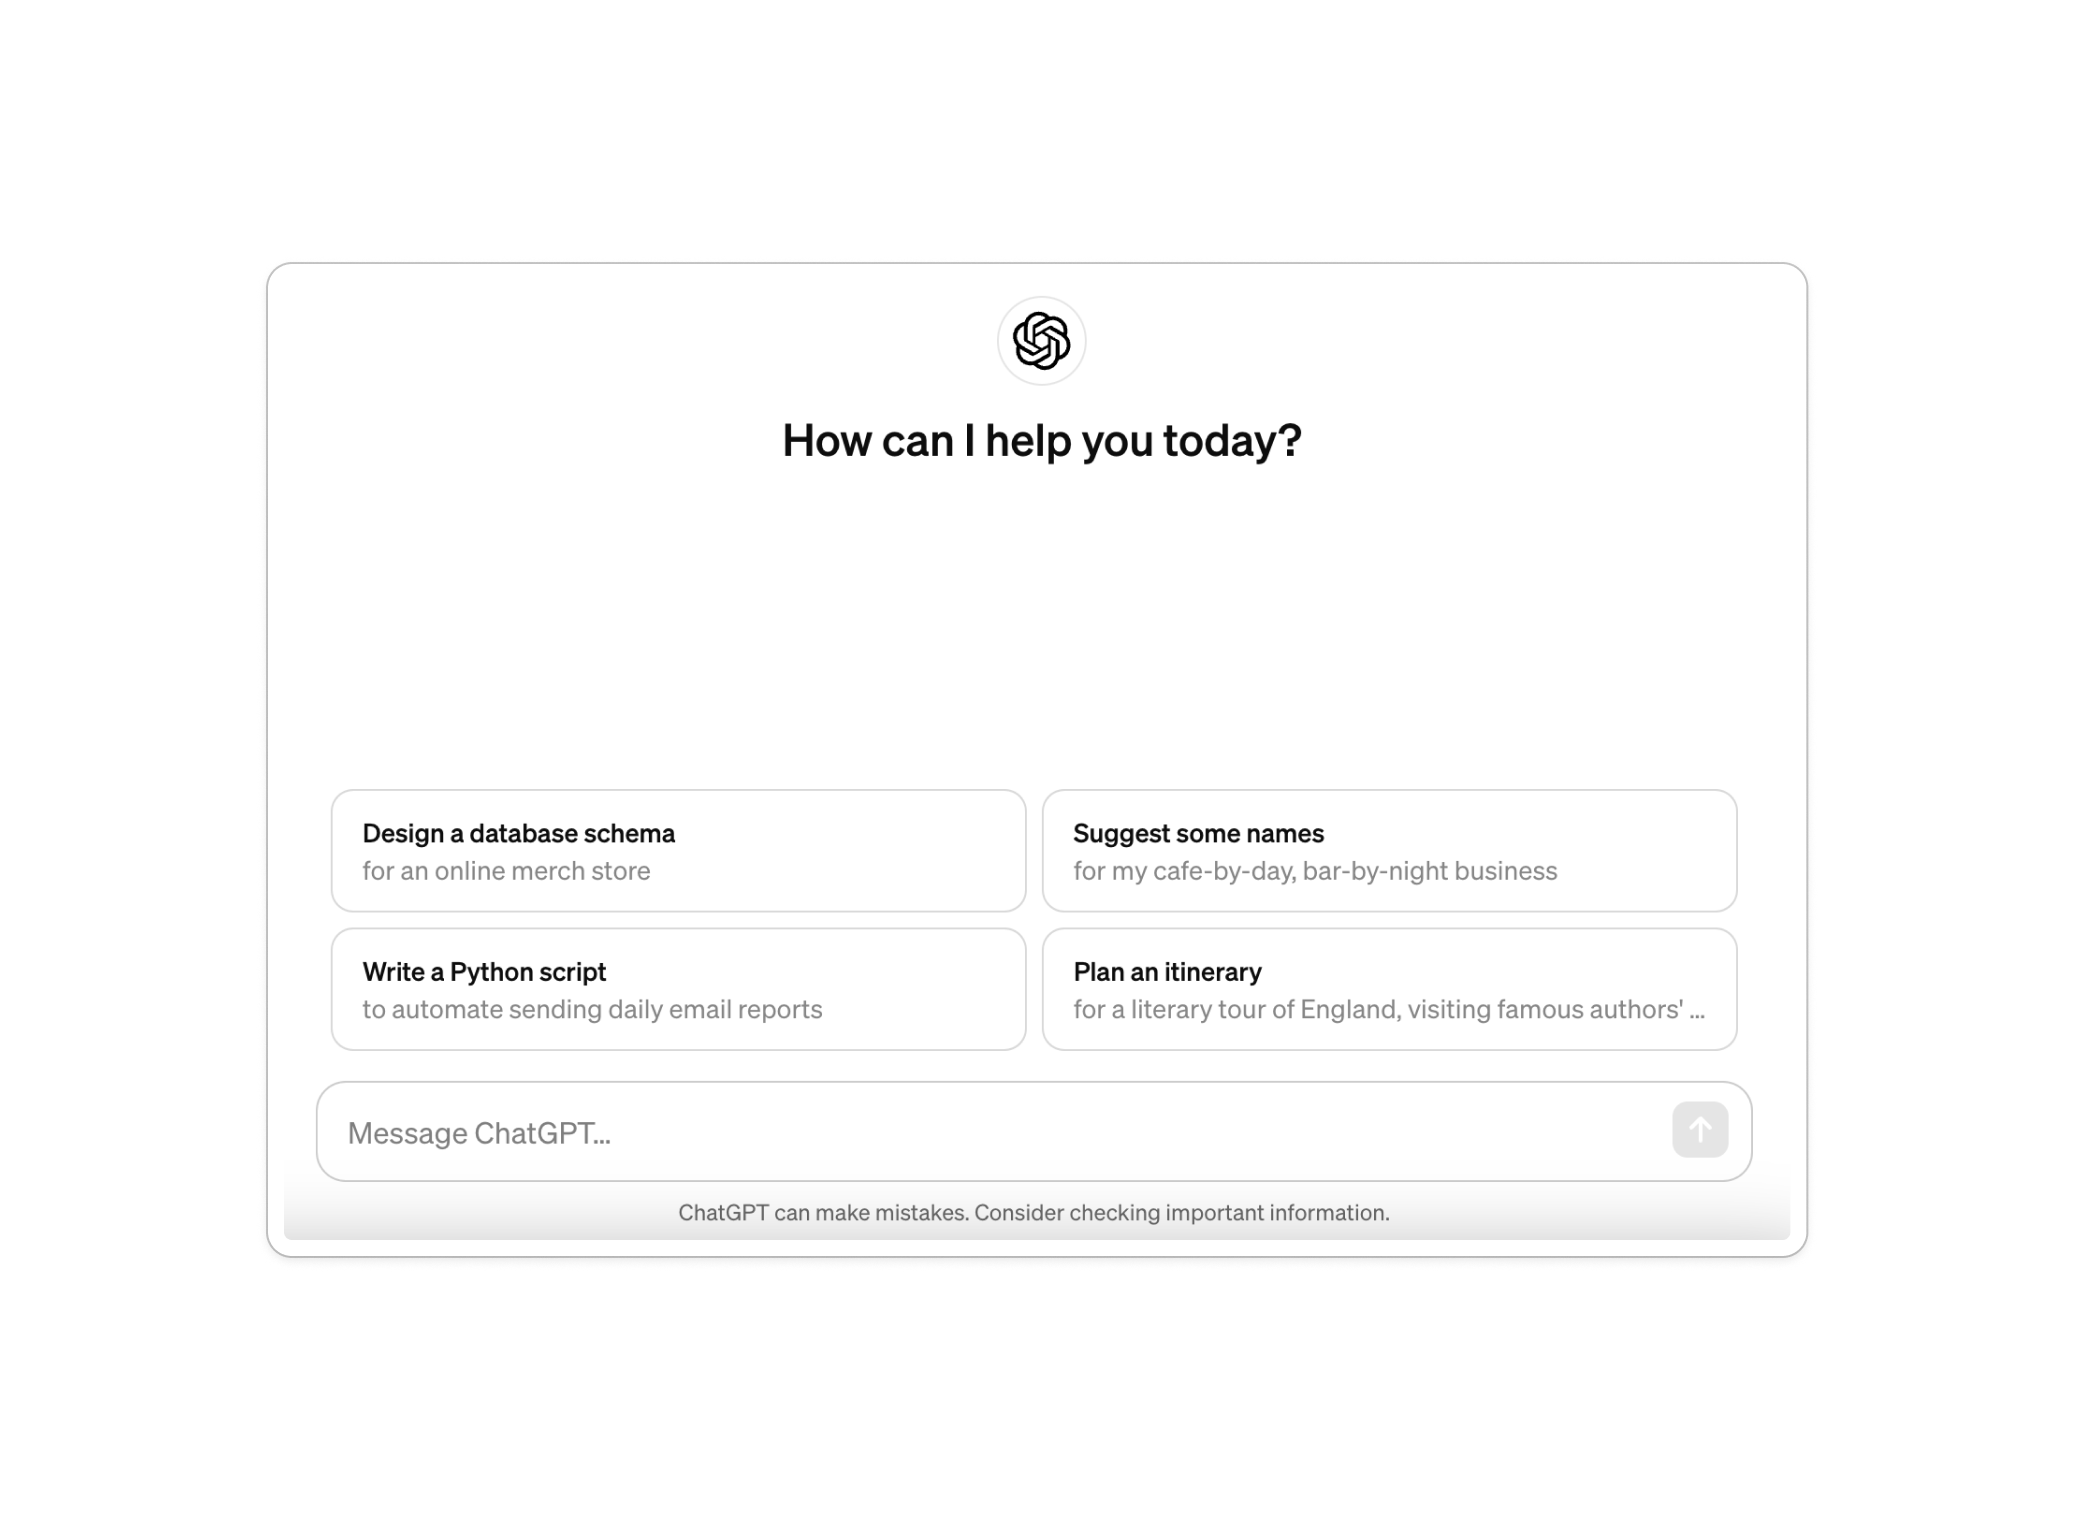 How can I help you today?
Design a database schema
for an online merch store
Suggest some names
for my cafe-by-day, bar-by-night business
Write a Python script
to automate sending daily email reports
Plan an itinerary
for a literary tour of England, visiting famous authors' ...
Message ChatGPT...
ChatGPT can make mistakes. Consider checking important information.